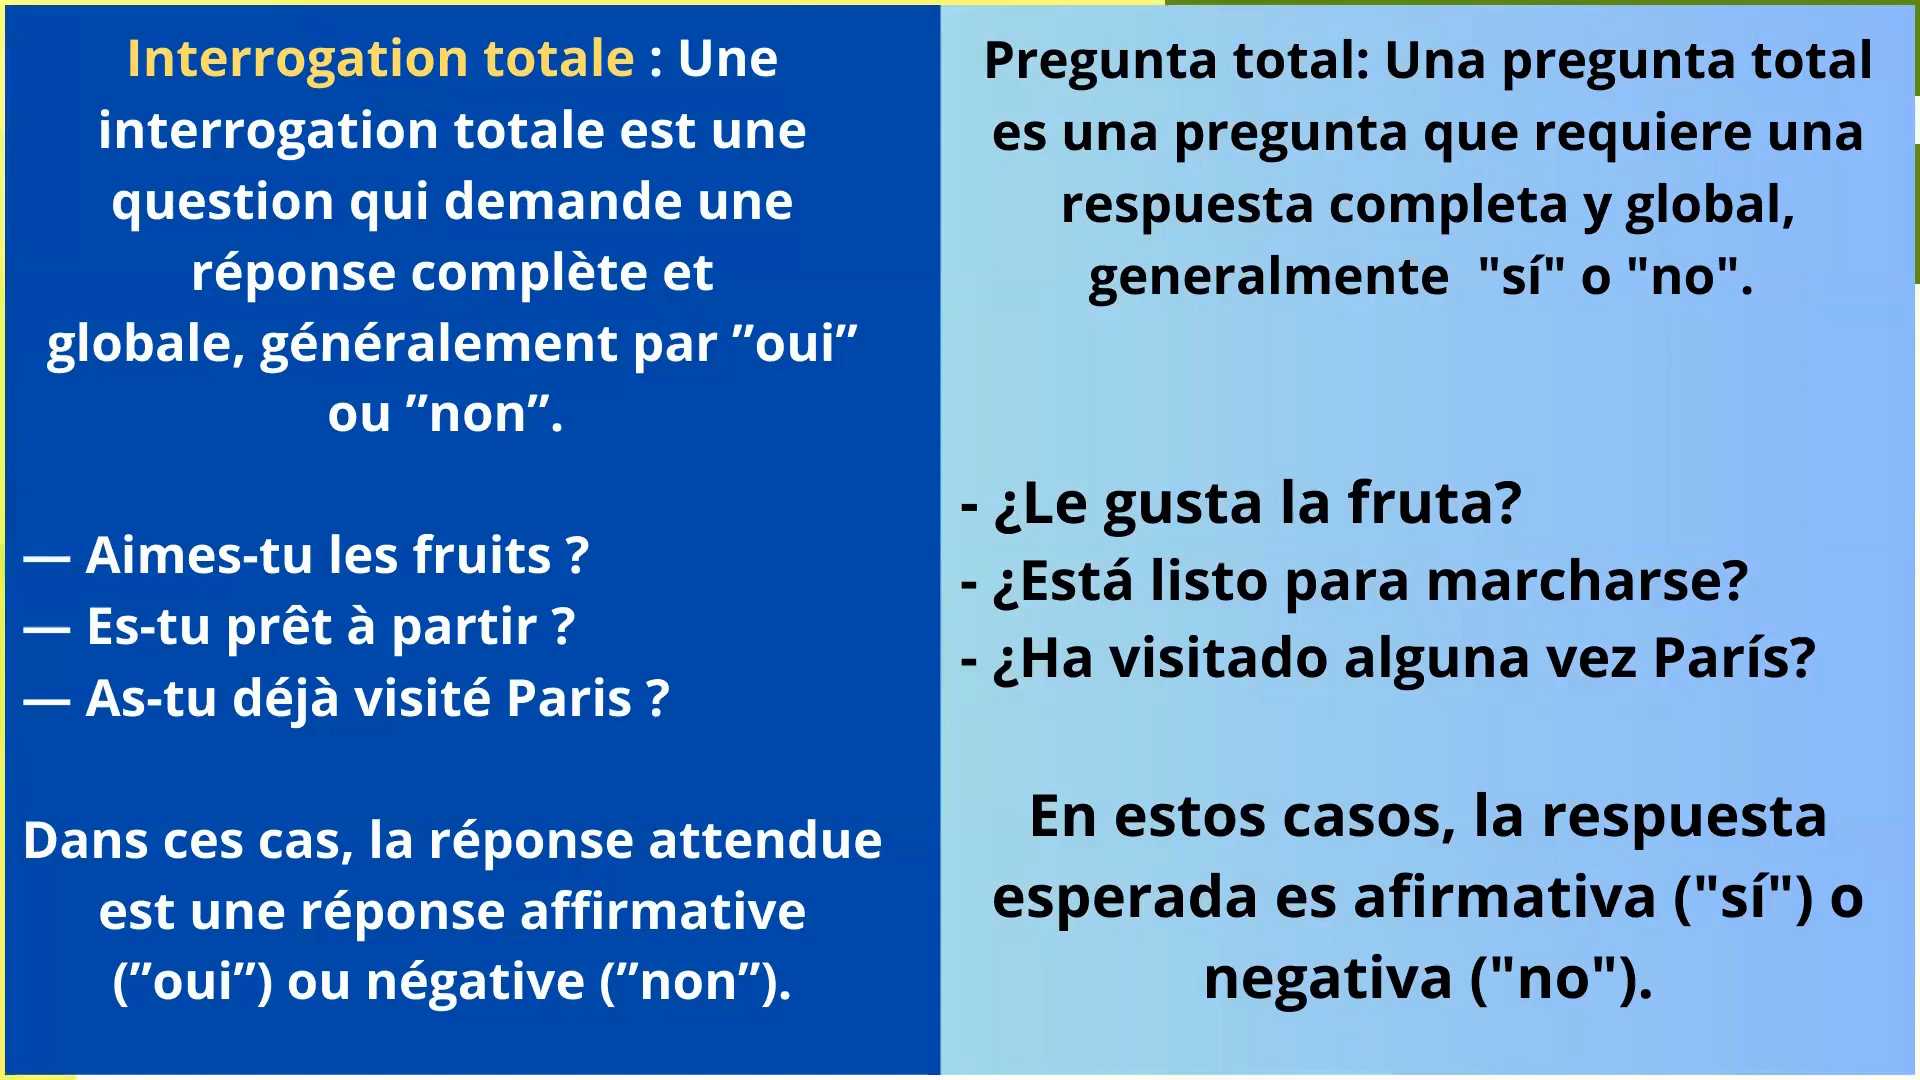 Interrogation totale : Une
interrogation totale est une
question qui demande une
réponse complète et
globale, généralement par ”oui”
ou ”non”.
— Aimes-tu les fruits ?
— Es-tu prêt à partir ?
— As-tu déjà visité Paris ?
Dans ces cas, la réponse attendue
est une réponse affirmative
(”oui”) ou négative (”non”).
Pregunta total: Una pregunta total
es una pregunta que requiere una
respuesta completa y global,
generalmente  "sí" o "no".
- ¿Le gusta la fruta?
- ¿Está listo para marcharse?
- ¿Ha visitado alguna vez París?
En estos casos, la respuesta
esperada es afirmativa ("sí") o
negativa ("no").